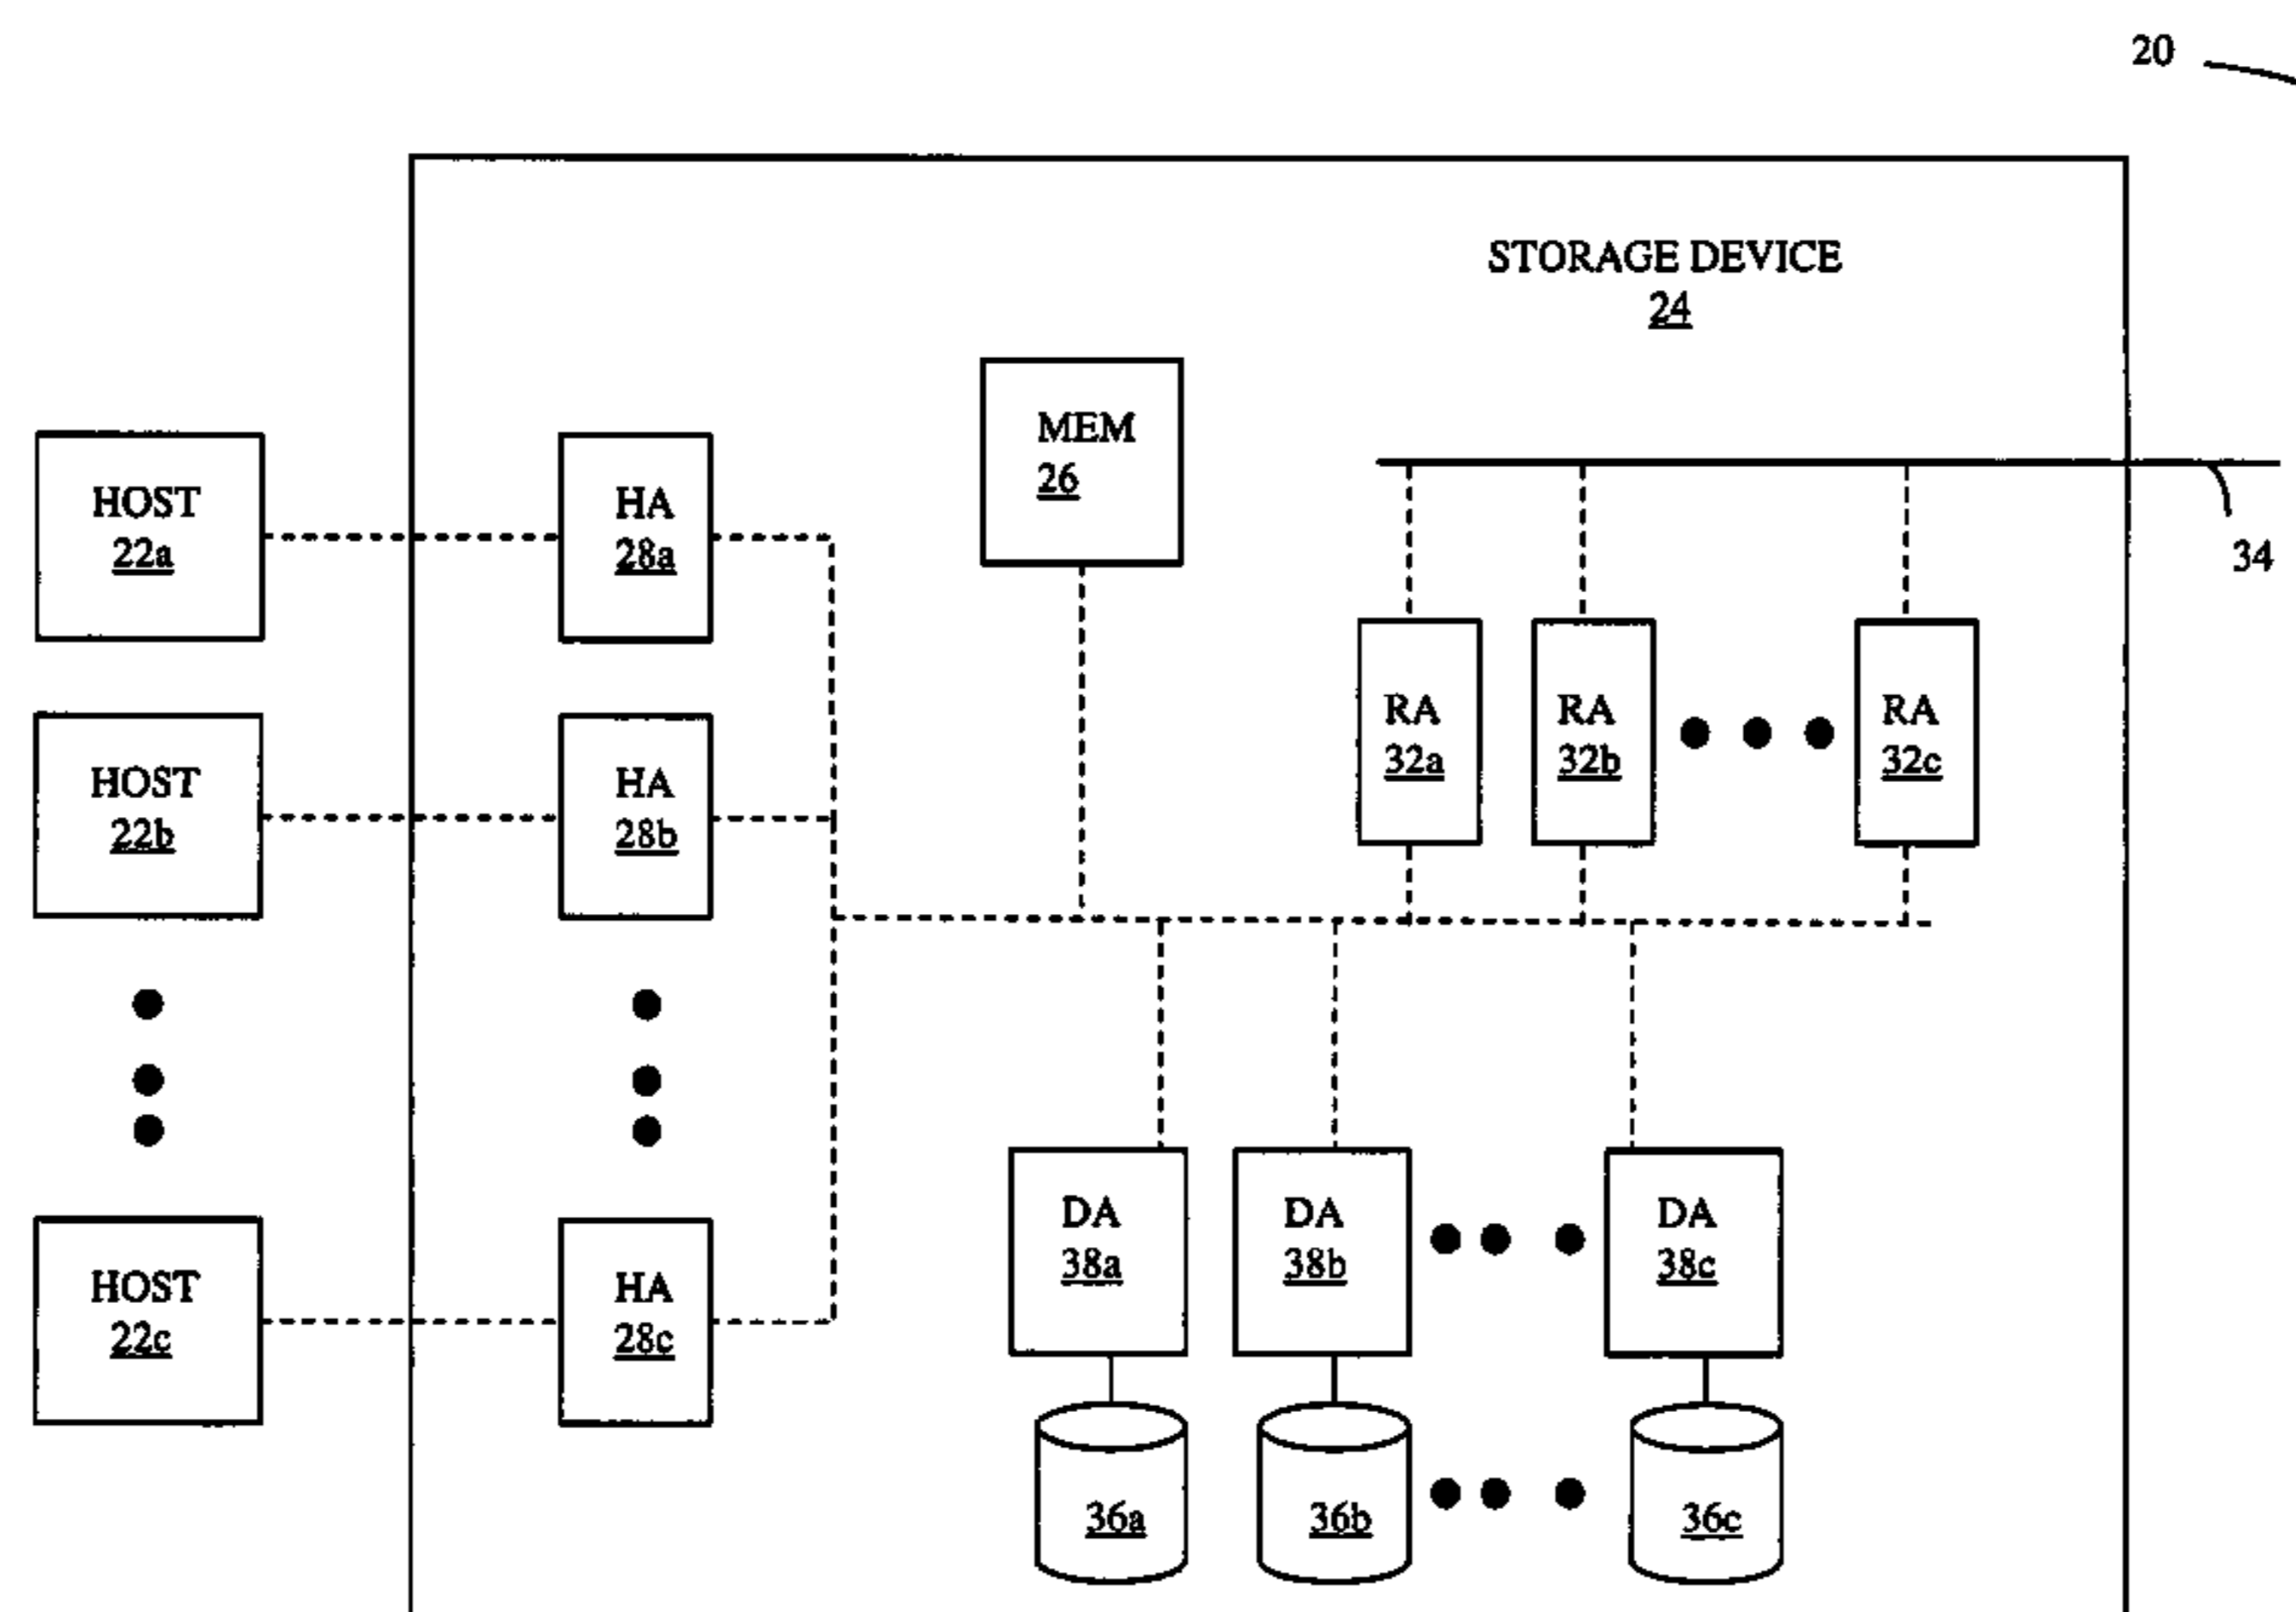 20
STORAGE DEVICE
24
MEM
26
HOST
22a
HA
28a
34
RA
32a
RA
32b
RA
32c
HOST
22b
HA
28b
HOST
22c
HA
28c
DA
38a
DA
38b
DA
38c
36a
36b
36c